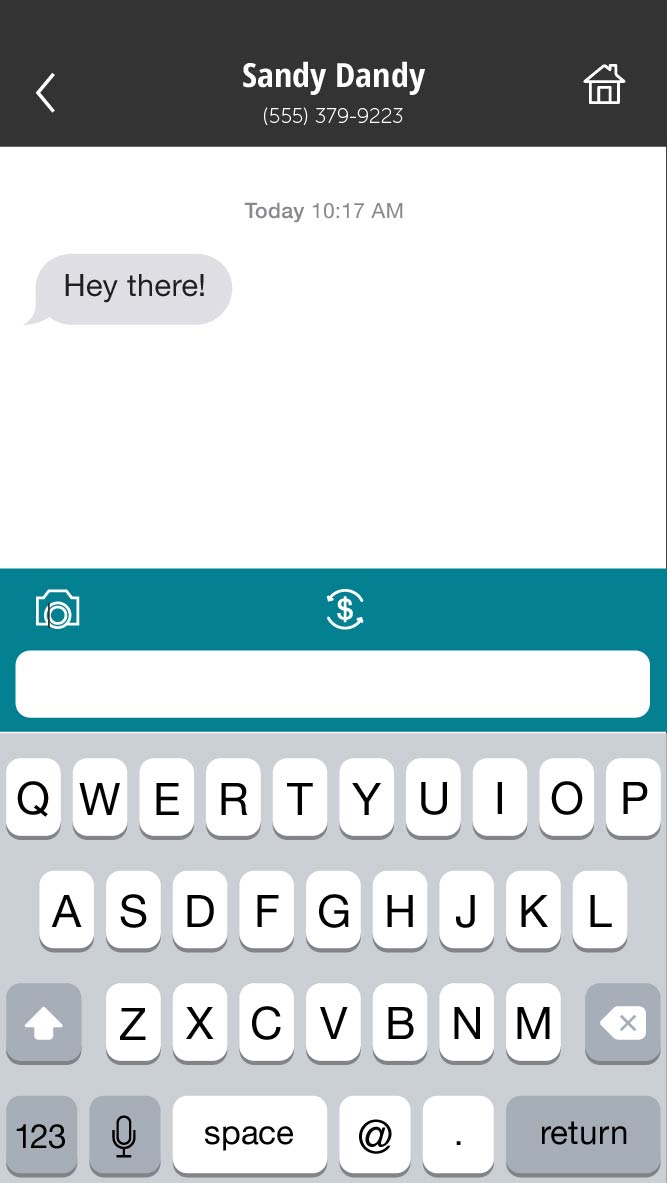 Sandy Dandy
(555) 379-9223
Today 10:17 AM
Hey there!
$
Q W E R T Y U I O P
A S D F G H J K L
Z X C V B N M
123 space @ . return